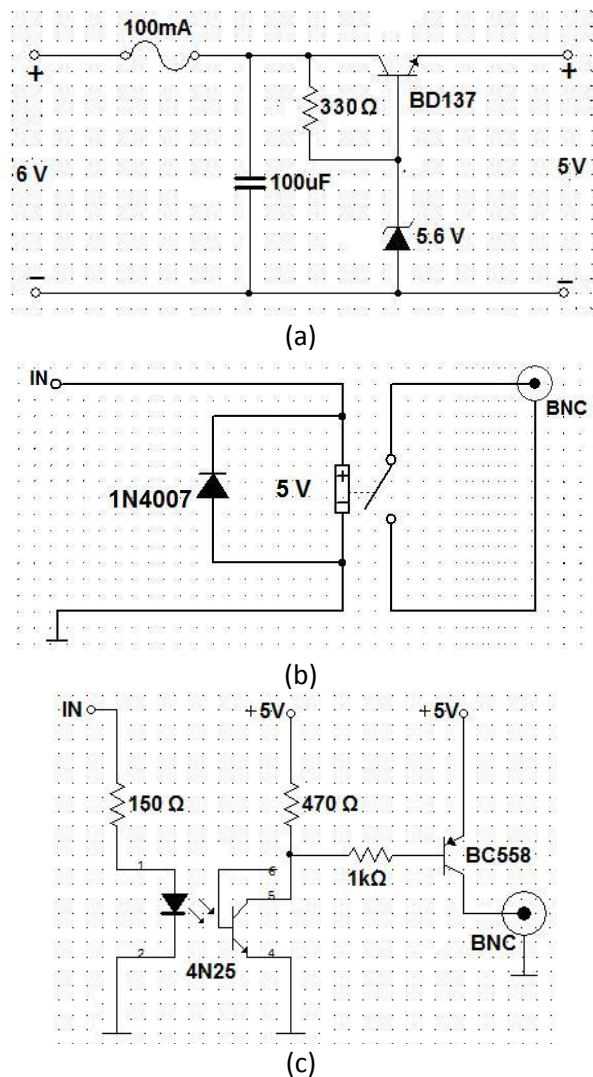 100mA
+
+
330 Ω
BD137
6 V
100uF
5V
5.6 V
−
−
(a)
IN
BNC
1N4007
5 V
+
−
(b)
IN
+5V
+5V
150 Ω
470 Ω
BC558
1kΩ
1
6
5
2
4
4N25
BNC
(c)